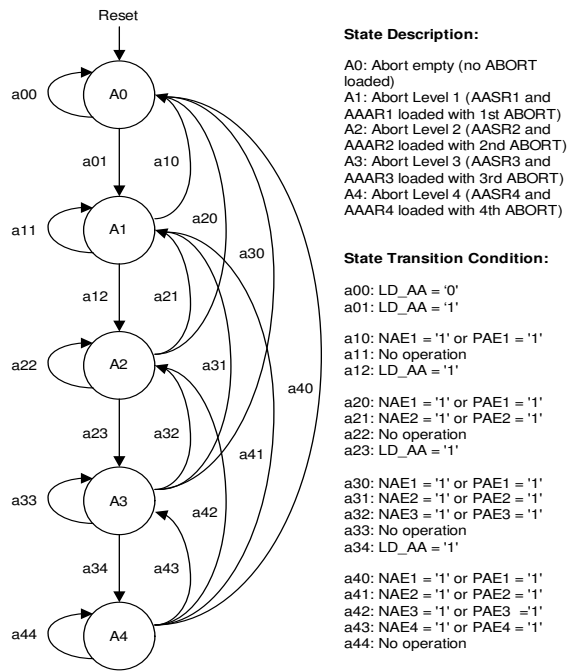 Reset
a00
A0
a01
a10
a11
A1
a20
a30
a12
a21
a22
A2
a31
a40
a23
a32
a41
a33
A3
a42
a34
a43
a44
A4
State Description:
A0: Abort empty (no ABORT
loaded)
A1: Abort Level 1 (AASR1 and
AAAR1 loaded with 1st ABORT)
A2: Abort Level 2 (AASR2 and
AAAR2 loaded with 2nd ABORT)
A3: Abort Level 3 (AASR3 and
AAAR3 loaded with 3rd ABORT)
A4: Abort Level 4 (AASR4 and
AAAR4 loaded with 4th ABORT)
State Transition Condition:
a00: LD_AA = ‘0’
a01: LD_AA = ‘1’
a10: NAE1 = '1' or PAE1 = '1'
a11: No operation
a12: LD_AA = '1'
a20: NAE1 = '1' or PAE1 = '1'
a21: NAE2 = '1' or PAE2 = '1'
a22: No operation
a23: LD_AA = '1'
a30: NAE1 = '1' or PAE1 = '1'
a31: NAE2 = '1' or PAE2 = '1'
a32: NAE3 = '1' or PAE3 = '1'
a33: No operation
a34: LD_AA = '1'
a40: NAE1 = '1' or PAE1 = '1'
a41: NAE2 = '1' or PAE2 = '1'
a42: NAE3 = '1' or PAE3 ='1'
a43: NAE4 = '1' or PAE4 = '1'
a44: No operation